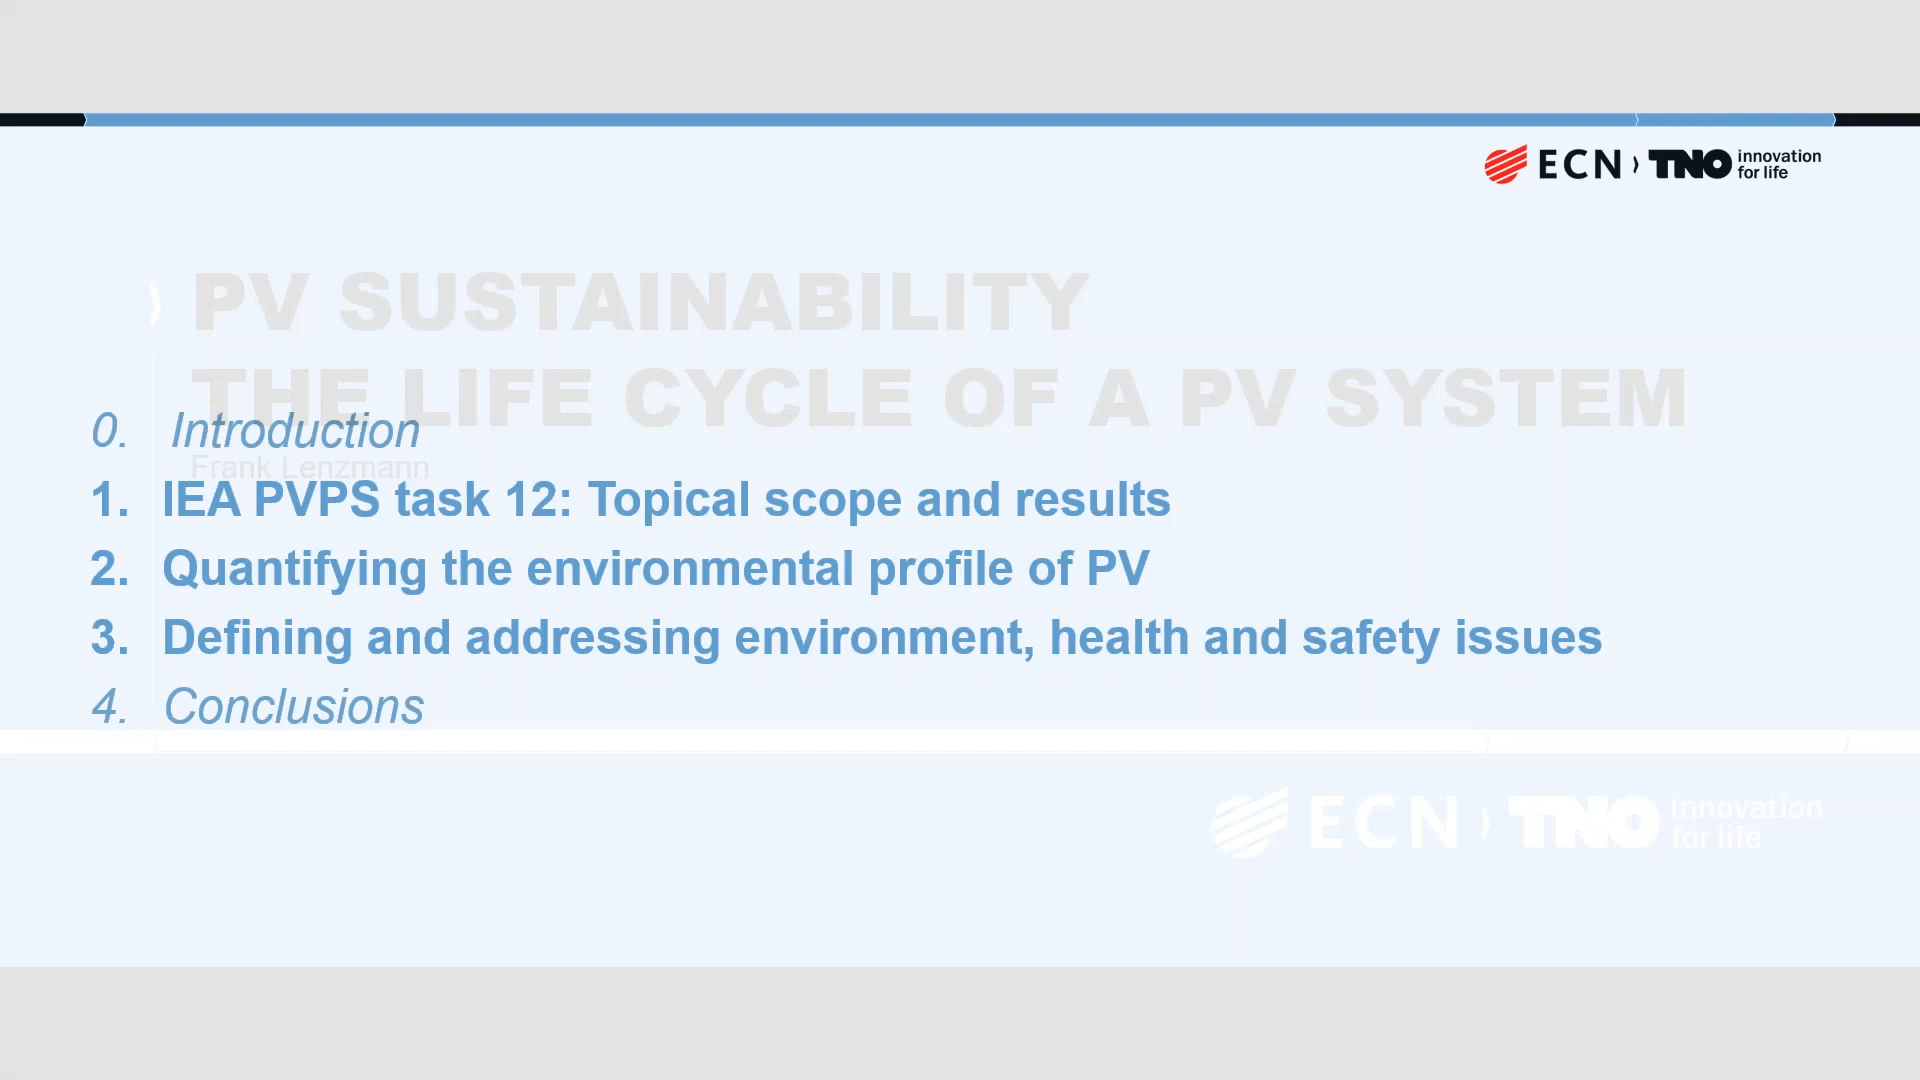 ECN TNO innovation
for life
PV SUSTAINABILITY
THE LIFE CYCLE OF A PV SYSTEM
Frank Lenzmann
0. Introduction
1. IEA PVPS task 12: Topical scope and results
2. Quantifying the environmental profile of PV
3. Defining and addressing environment, health and safety issues
4. Conclusions
ECN TNO innovation
for life